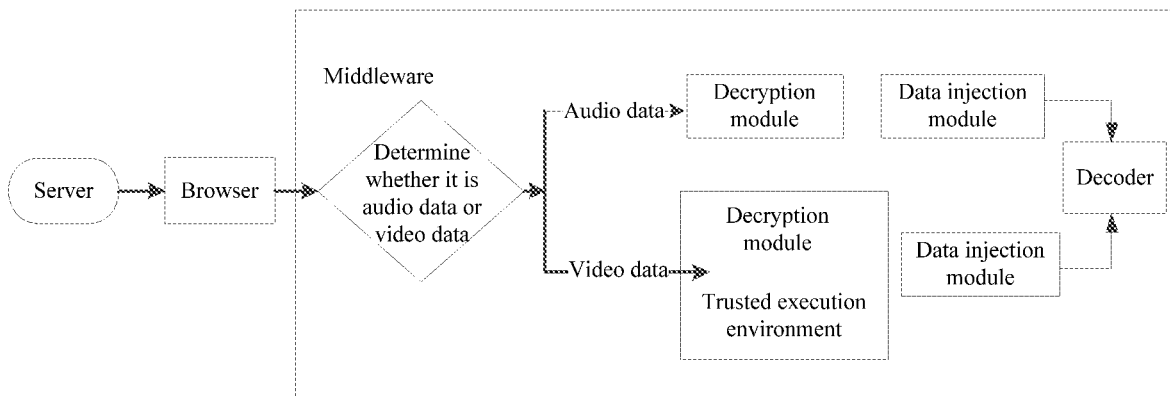 Middleware
Server
Browser
Determine
whether it is
audio data or
video data
Audio data
Decryption
module
Data injection
module
Decoder
Video data
Decryption
module
Trusted execution
environment
Data injection
module